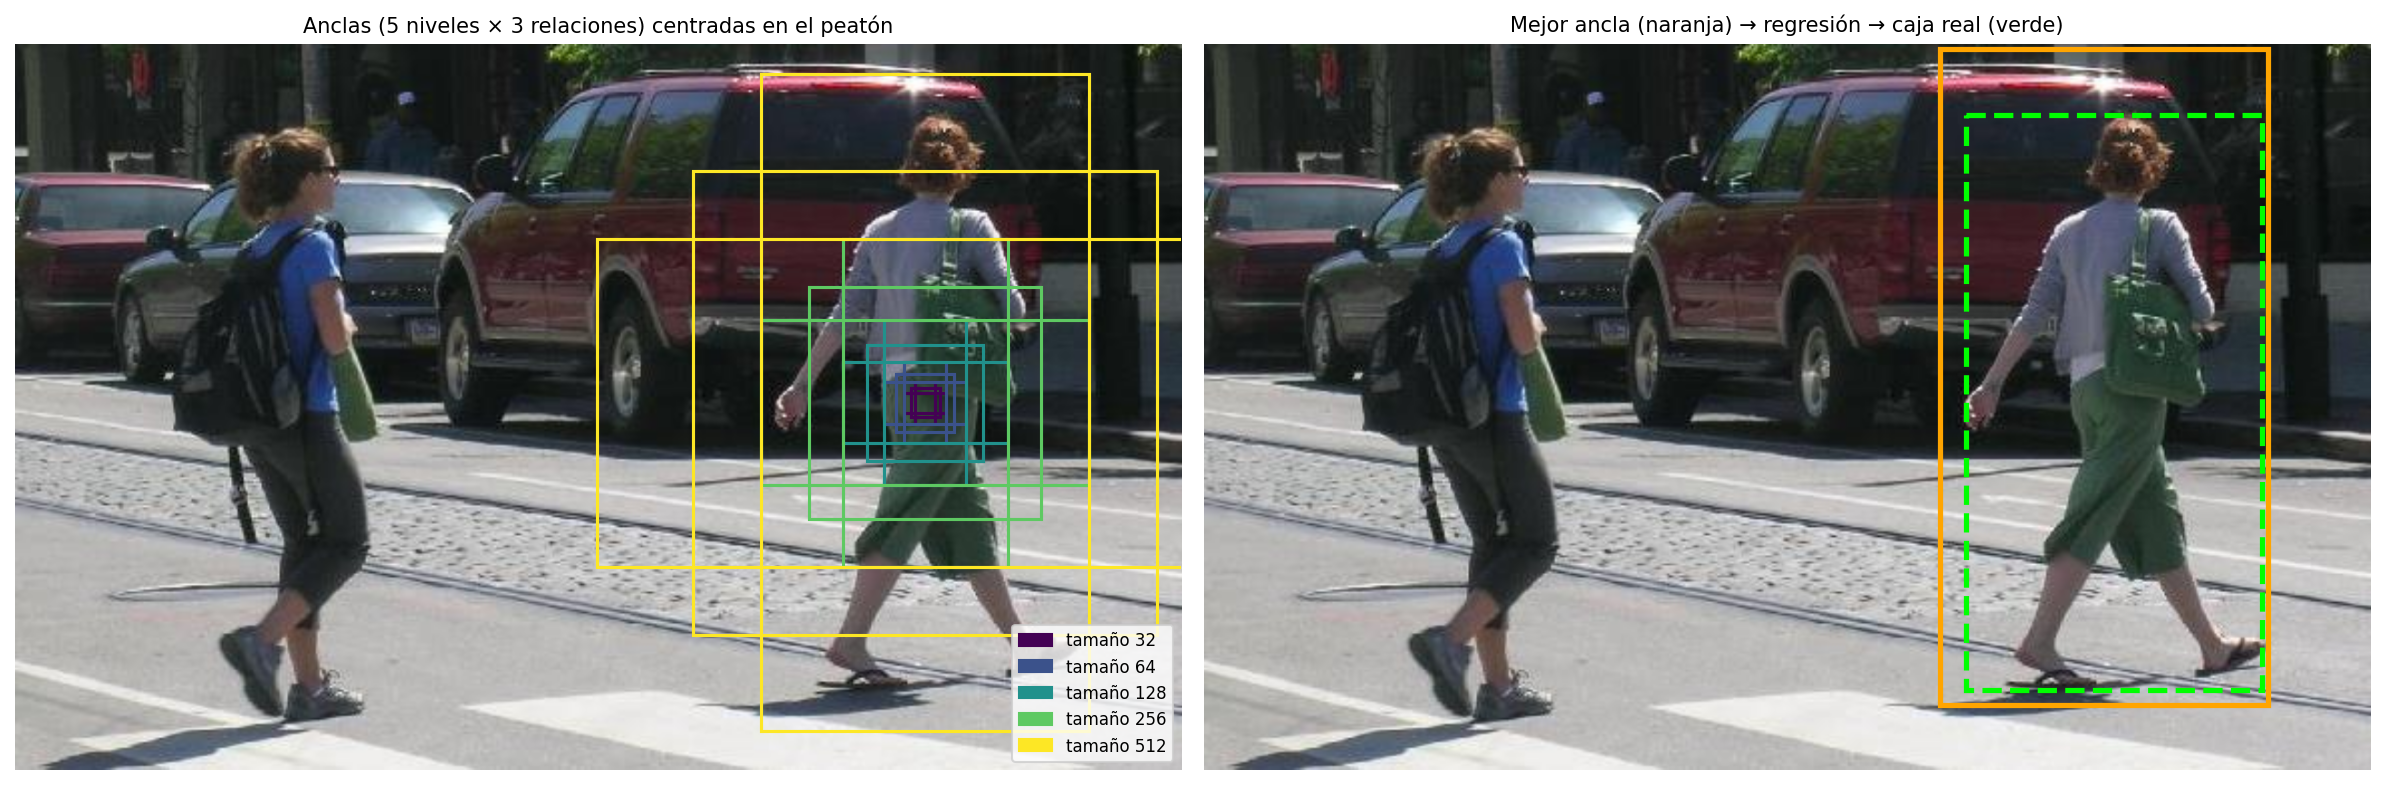 Anclas (5 niveles × 3 relaciones) centradas en el peatón
Mejor ancla (naranja) → regresión → caja real (verde)
tamaño 32
tamaño 64
tamaño 128
tamaño 256
tamaño 512